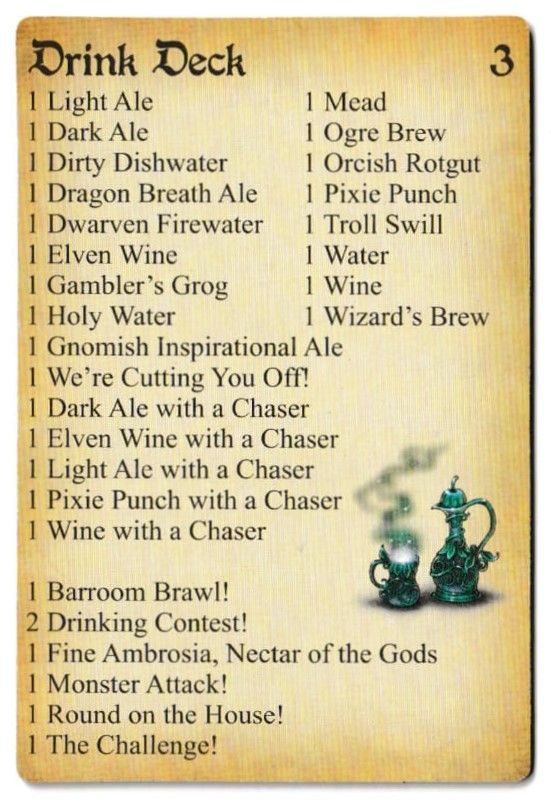 Drink Deck 3
1 Light Ale
1 Dark Ale
1 Dirty Dishwater
1 Dragon Breath Ale
1 Dwarven Firewater
1 Elven Wine
1 Gambler's Grog
1 Holy Water
1 Mead
1 Ogre Brew
1 Orcish Rotgut
1 Pixie Punch
1 Troll Swill
1 Water
1 Wine
1 Wizard's Brew
1 Gnomish Inspirational Ale
1 We're Cutting You Off!
1 Dark Ale with a Chaser
1 Elven Wine with a Chaser
1 Light Ale with a Chaser
1 Pixie Punch with a Chaser
1 Wine with a Chaser
1 Barroom Brawl!
2 Drinking Contest!
1 Fine Ambrosia, Nectar of the Gods
1 Monster Attack!
1 Round on the House!
1 The Challenge!